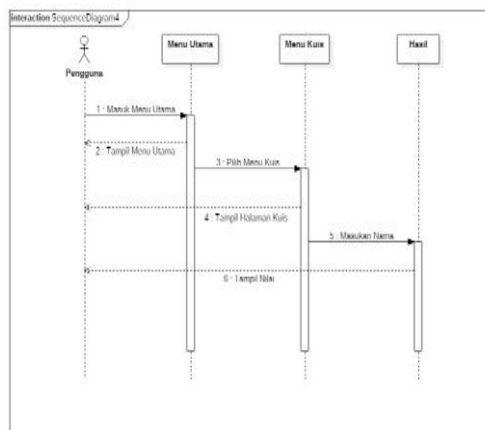 interaction SequenceDiagram4
Pengguna
Menu Utama
Menu Kuis
Hasil
1 : Masuk Menu Utama
2 : Tampil Menu Utama
3 : Pilih Menu Kuis
4 : Tampil Halaman Kuis
5 : Masukan Nama
6 : Tampil Nilai